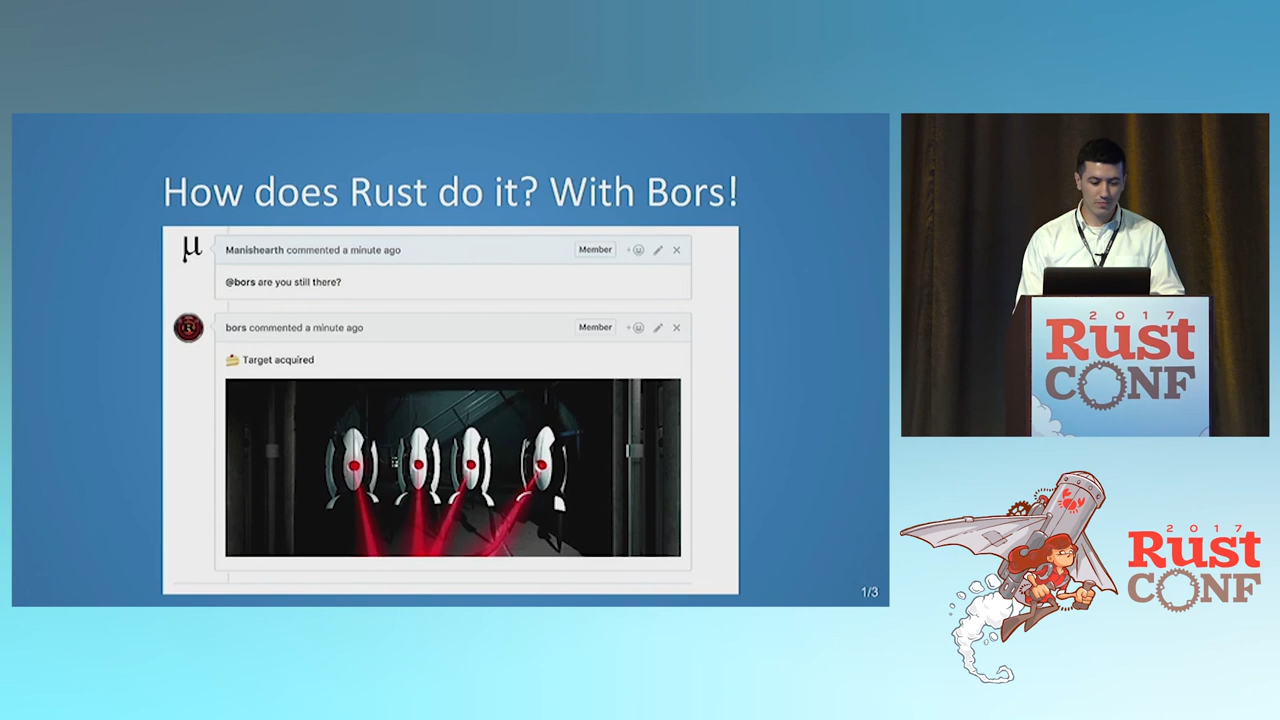 How does Rust do it? With Bors!
µ
Manishearth commented a minute ago
Member
@bors are you still there?
bors commented a minute ago
Member
Target acquired
1/3
2017
Rust
CONF
2017
Rust
CONF